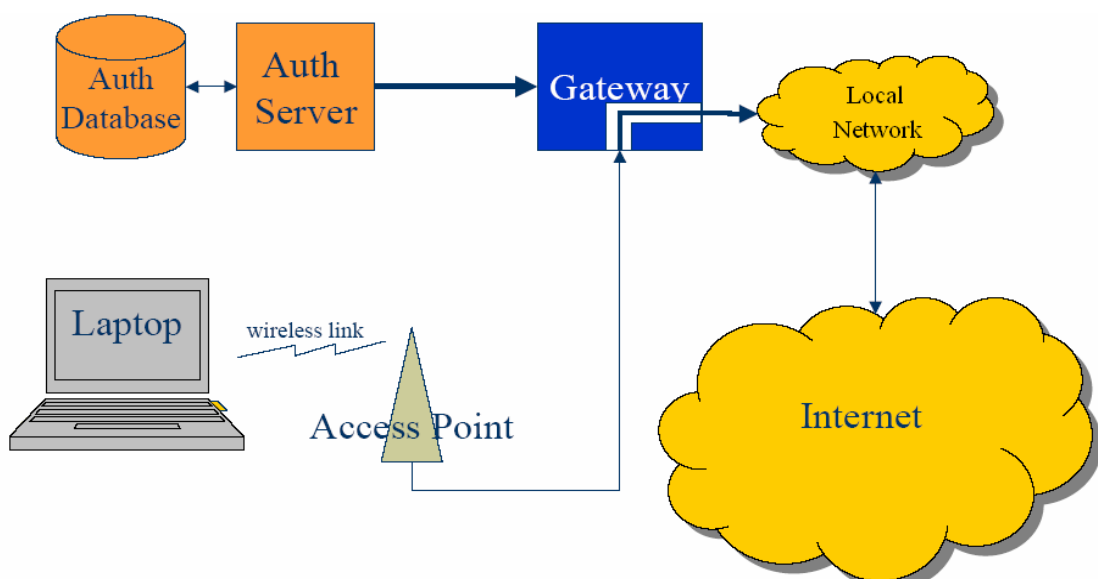 Auth
Database
Auth
Server
Gateway
Local
Network
Laptop
wireless link
Access Point
Internet